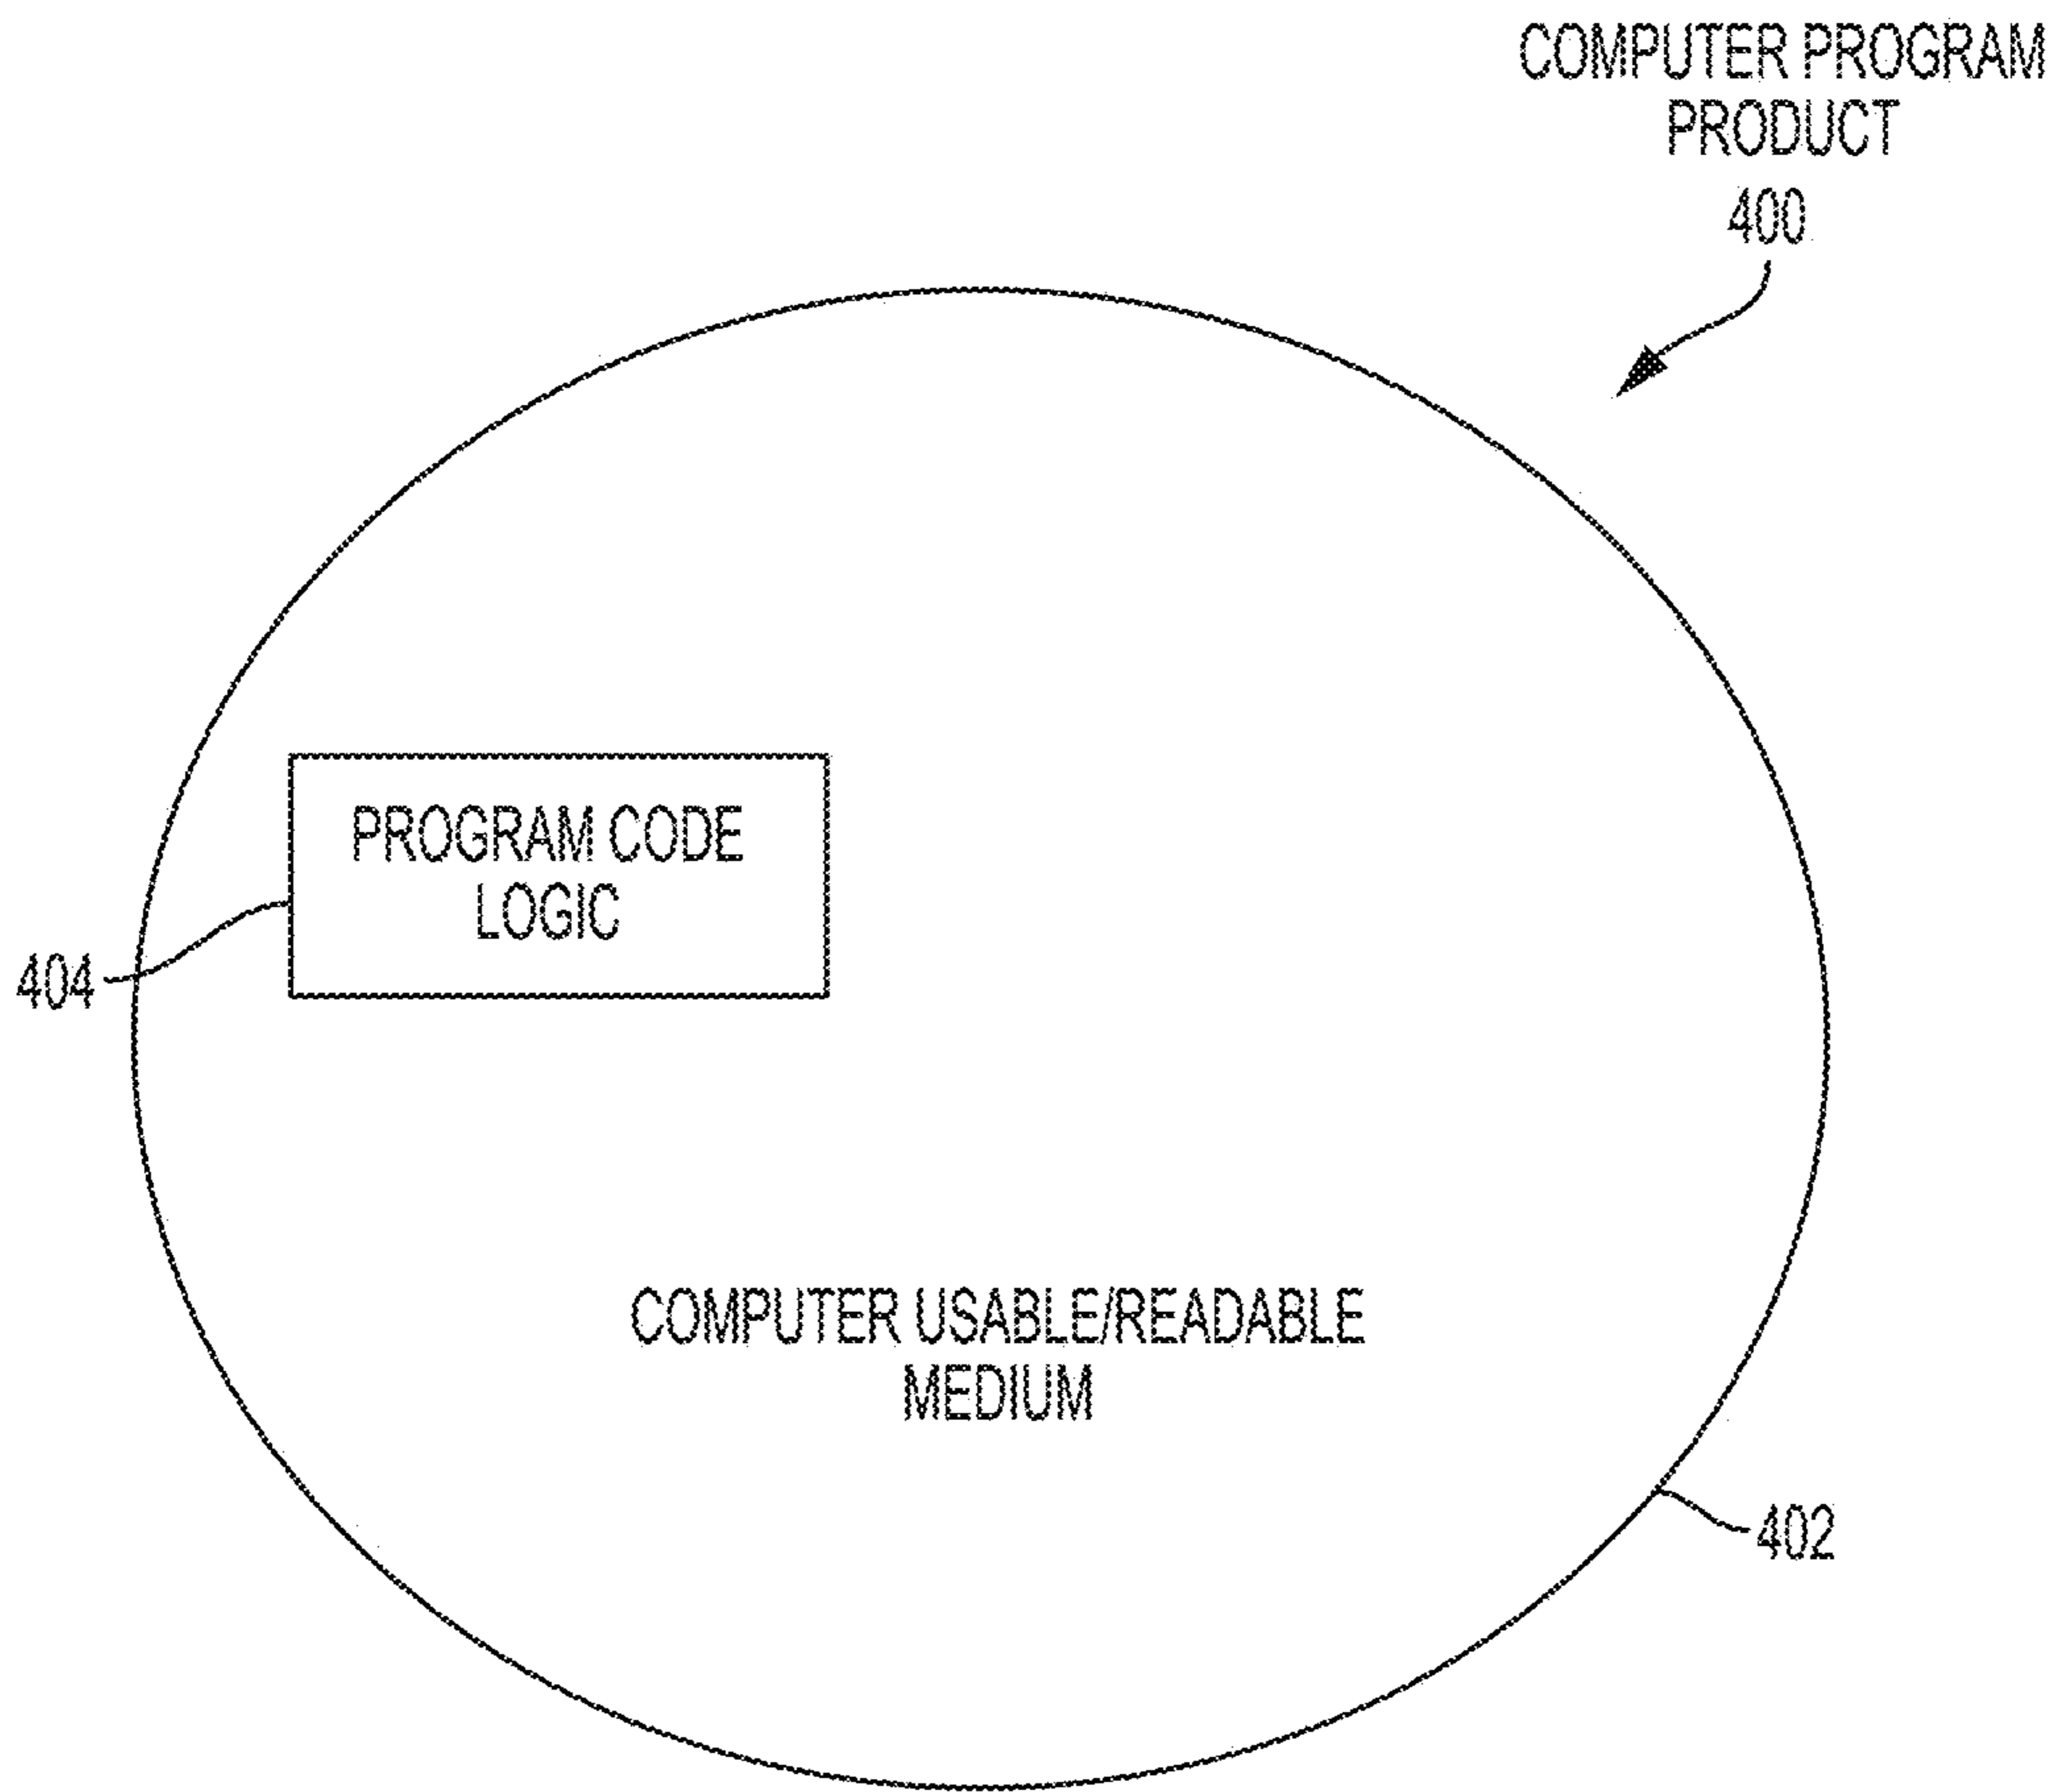 COMPUTER PROGRAM
PRODUCT
400
PROGRAM CODE
LOGIC
404
COMPUTER USABLE/READABLE
MEDIUM
402